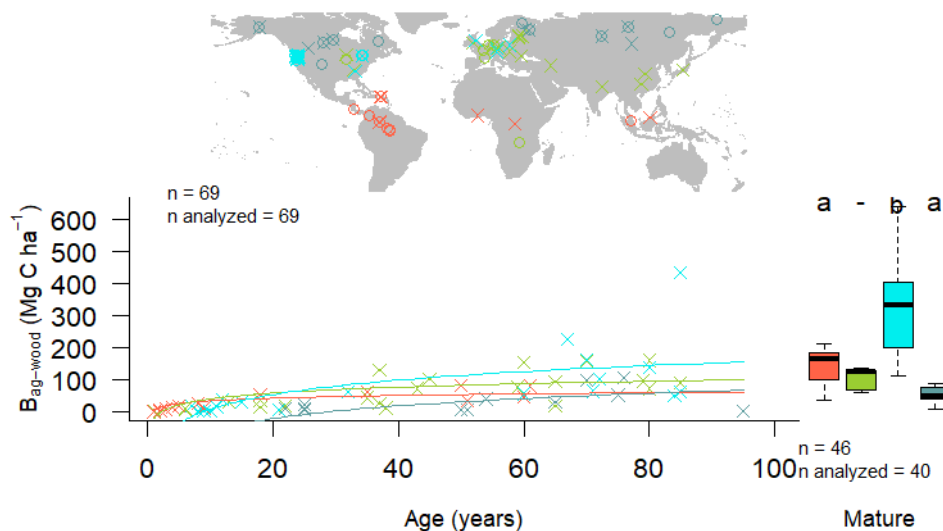 n = 69
n analyzed = 69
a - b a
600
500
400
300
200
100
0
B ag−wood (Mg C ha⁻¹)
0 20 40 60 80 100
n = 46
n analyzed = 40
Age (years)
Mature